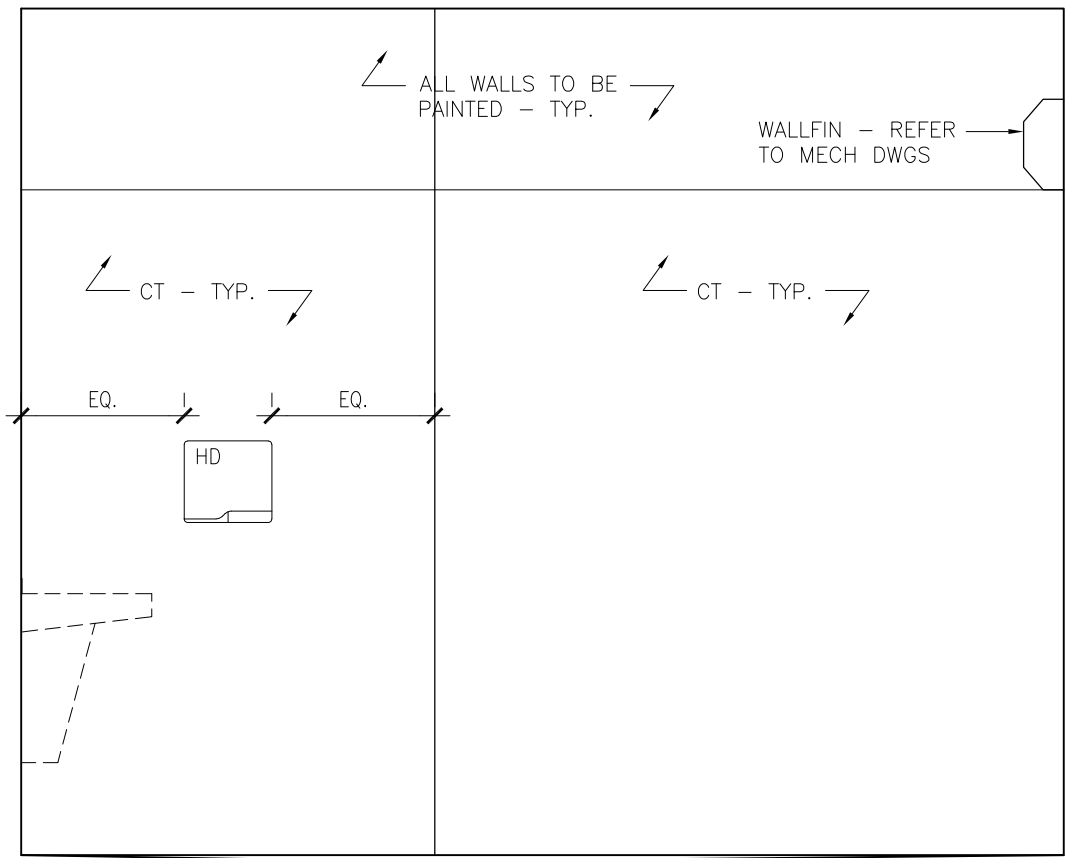 ALL WALLS TO BE
PAINTED - TYP.
WALLFIN - REFER
TO MECH DWGS
CT - TYP.
CT - TYP.
EQ.
EQ.
HD